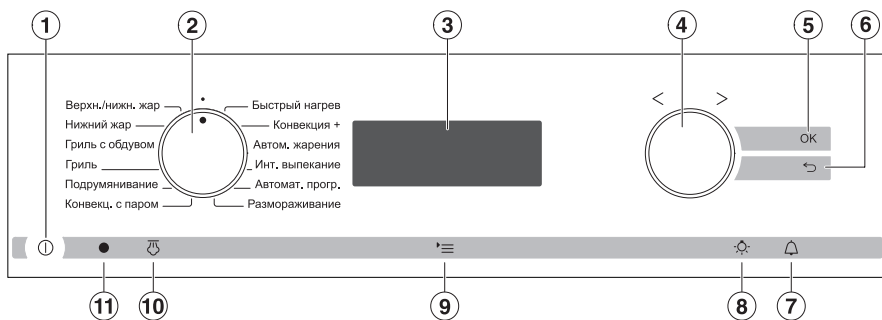 1 2 3 4 5 6
Верхн./нижн. жар
Нижний жар
Гриль с обдувом
Гриль
Подрумянивание
Конвекц. с паром
Быстрый нагрев
Конвекция +
Автом. жарения
Инт. выпекание
Автомат. прогр.
Размораживание
< >
OK
11 10 9 8 7